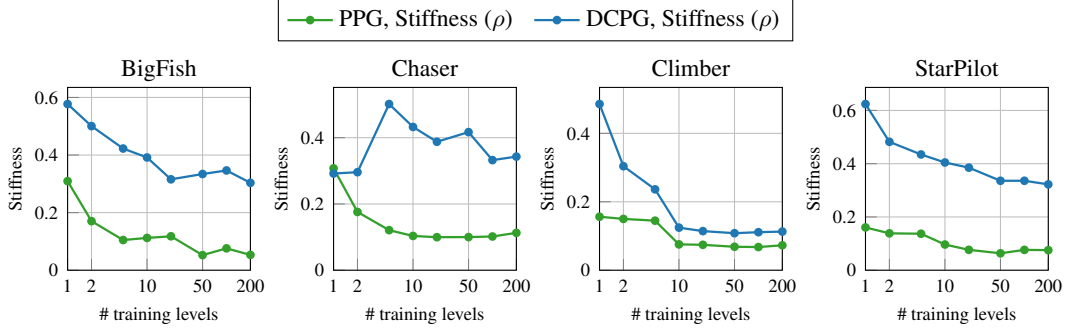 PPG, Stiffness (ρ) DCPG, Stiffness (ρ)
BigFish
Stiffness
0.6
0.4
0.2
0
1 2 10 50 200
# training levels
Chaser
Stiffness
0.4
0.2
0
1 2 10 50 200
# training levels
Climber
Stiffness
0.4
0.2
0
1 2 10 50 200
# training levels
StarPilot
Stiffness
0.6
0.4
0.2
0
1 2 10 50 200
# training levels